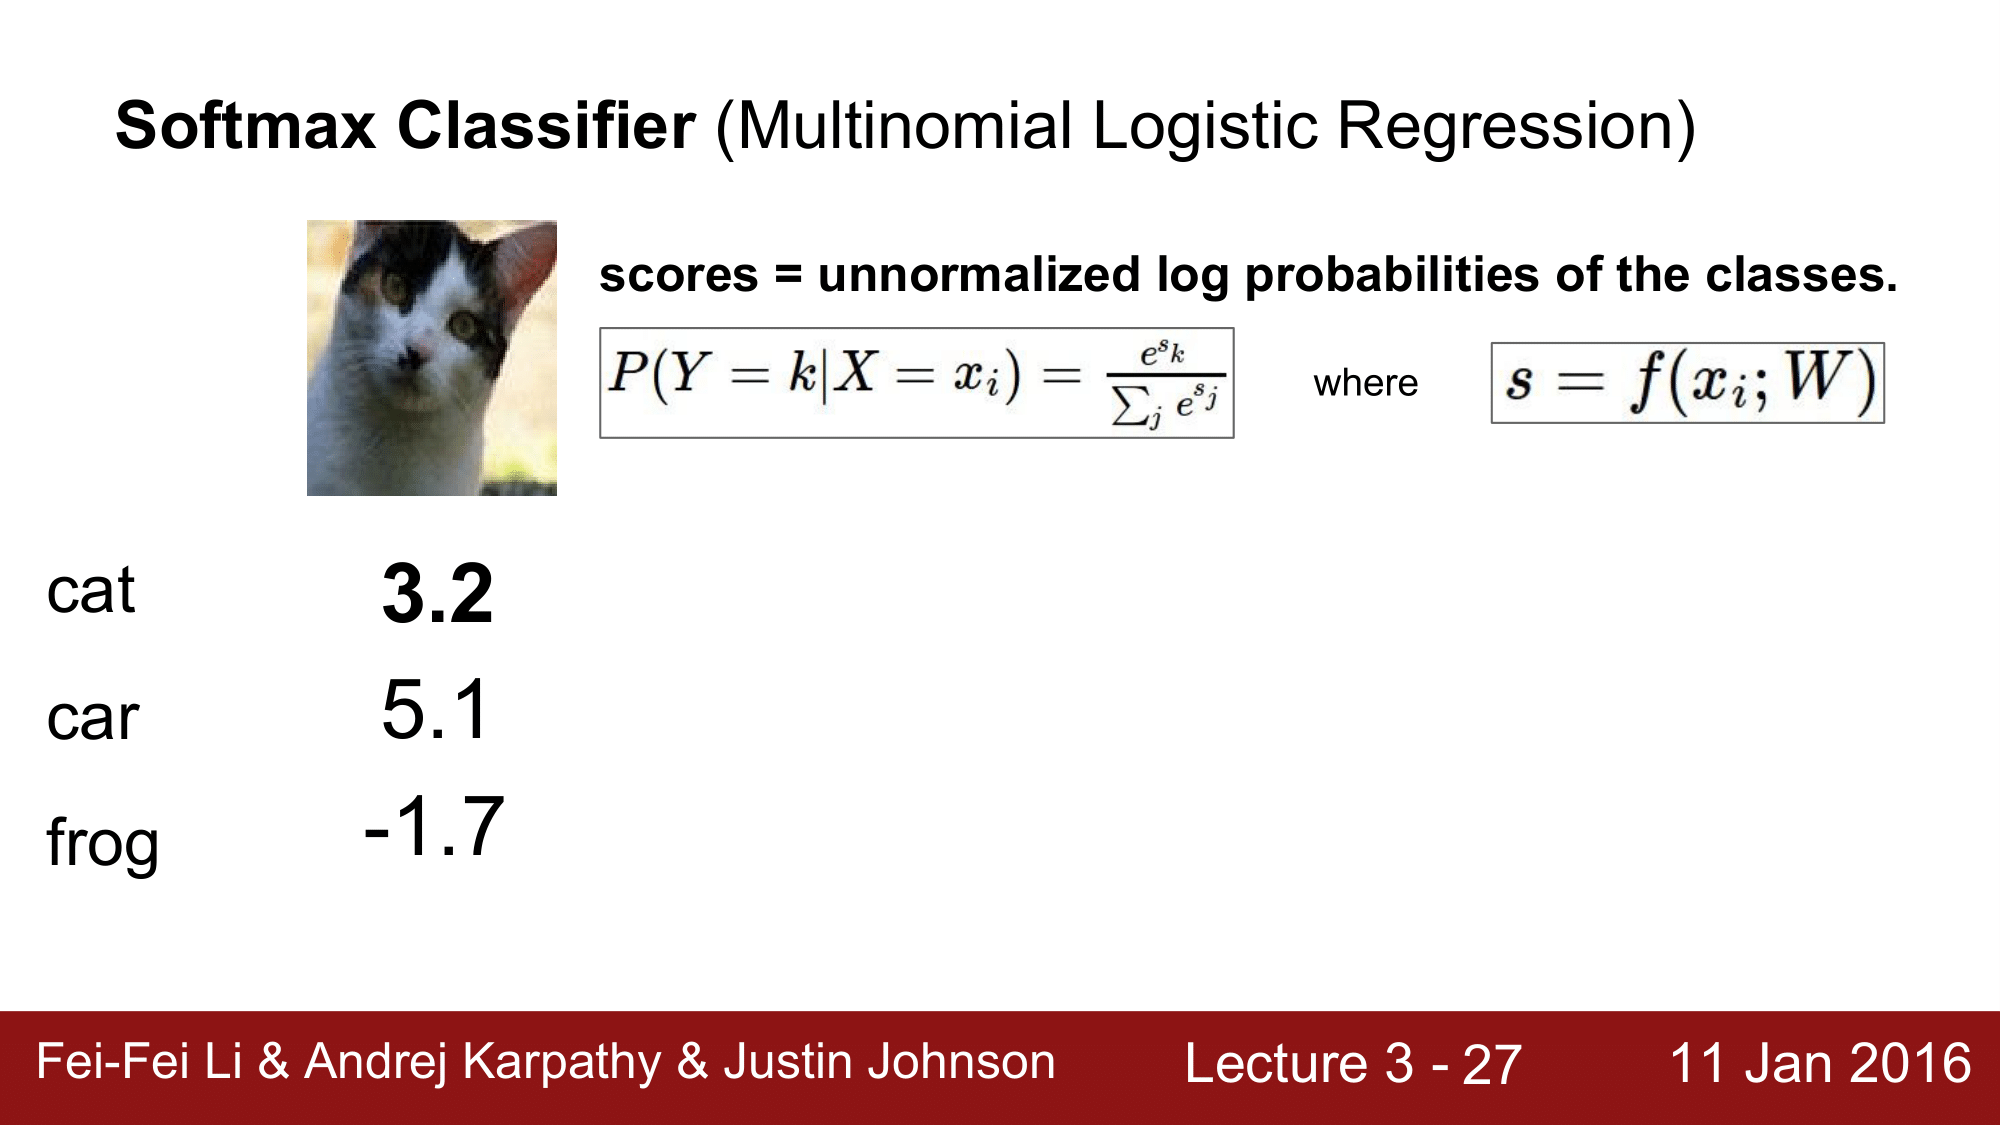 Softmax Classifier (Multinomial Logistic Regression)
scores = unnormalized log probabilities of the classes.
P(Y = k|X = x_i) = \frac{e^{s_k}}{\sum_j e^{s_j}} where s = f(x_i; W)
cat 3.2
car 5.1
frog -1.7
Fei-Fei Li & Andrej Karpathy & Justin Johnson Lecture 3 - 27 11 Jan 2016